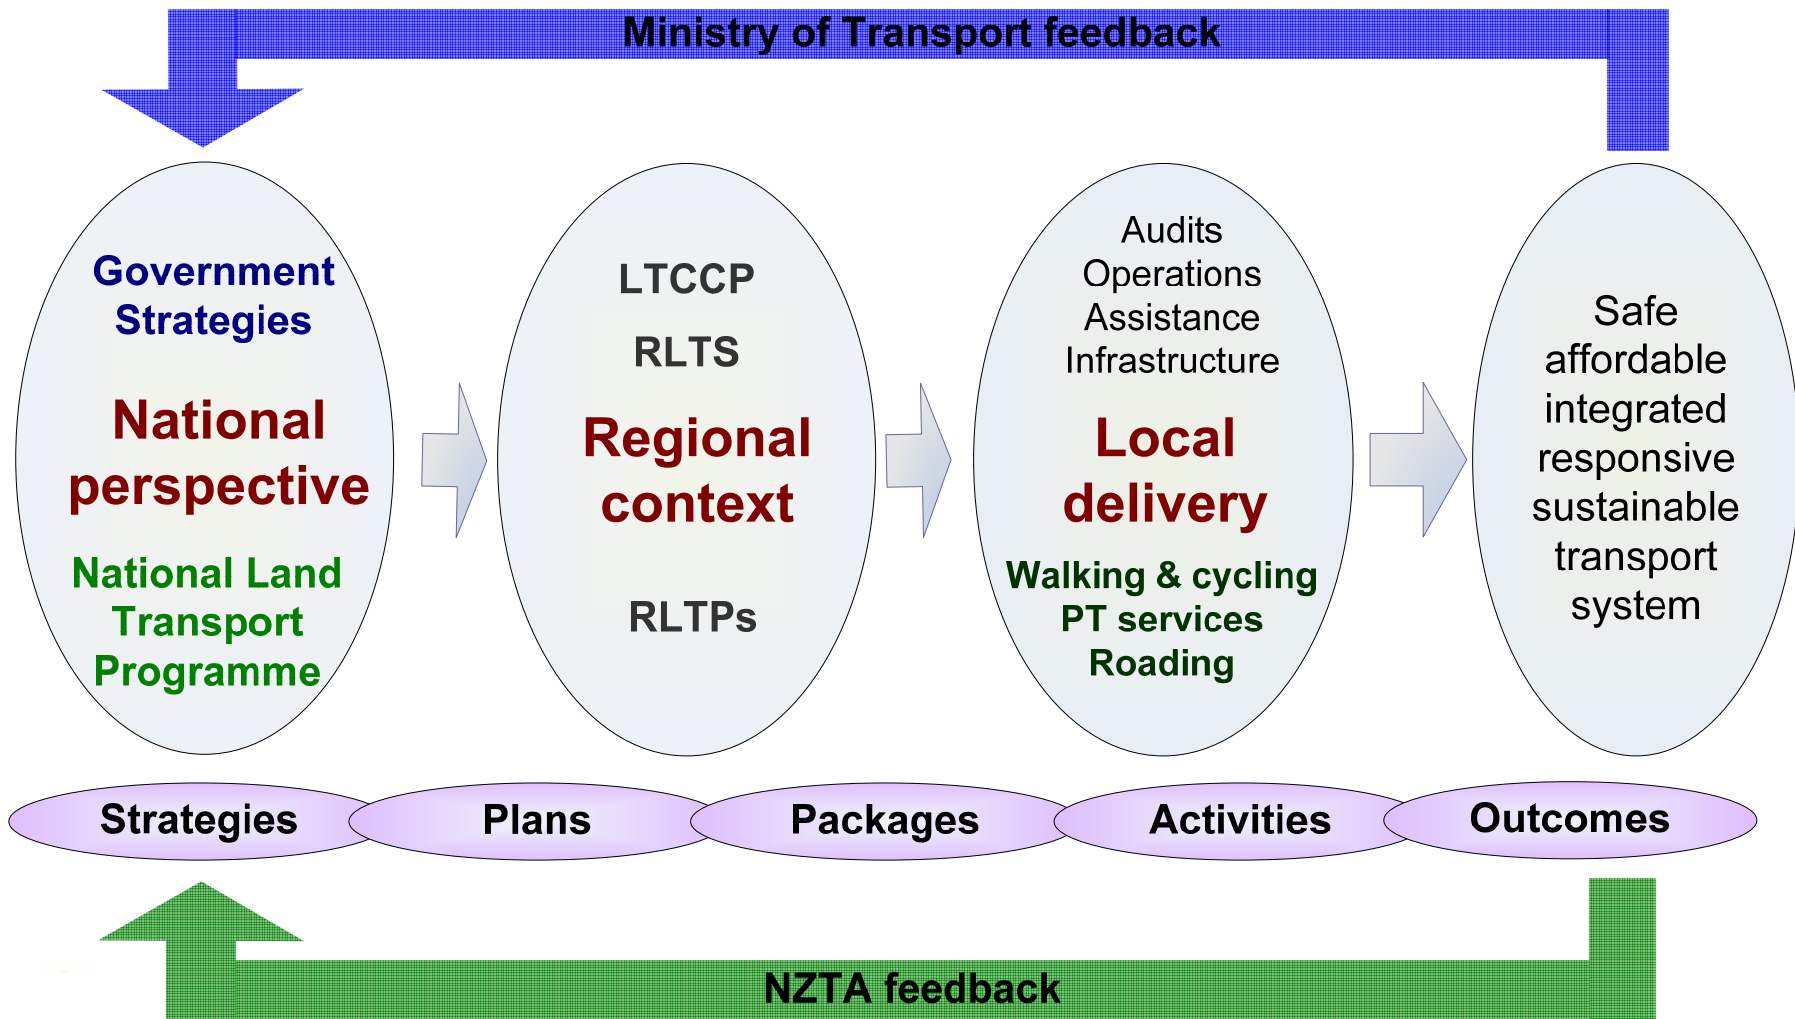 Ministry of Transport feedback
Government
Strategies
National
perspective
National Land
Transport
Programme
LTCCP
RLTS
Regional
context
RLTPs
Audits
Operations
Assistance
Infrastructure
Local
delivery
Walking & cycling
PT services
Roading
Safe
affordable
integrated
responsive
sustainable
transport
system
Strategies
Plans
Packages
Activities
Outcomes
NZTA feedback